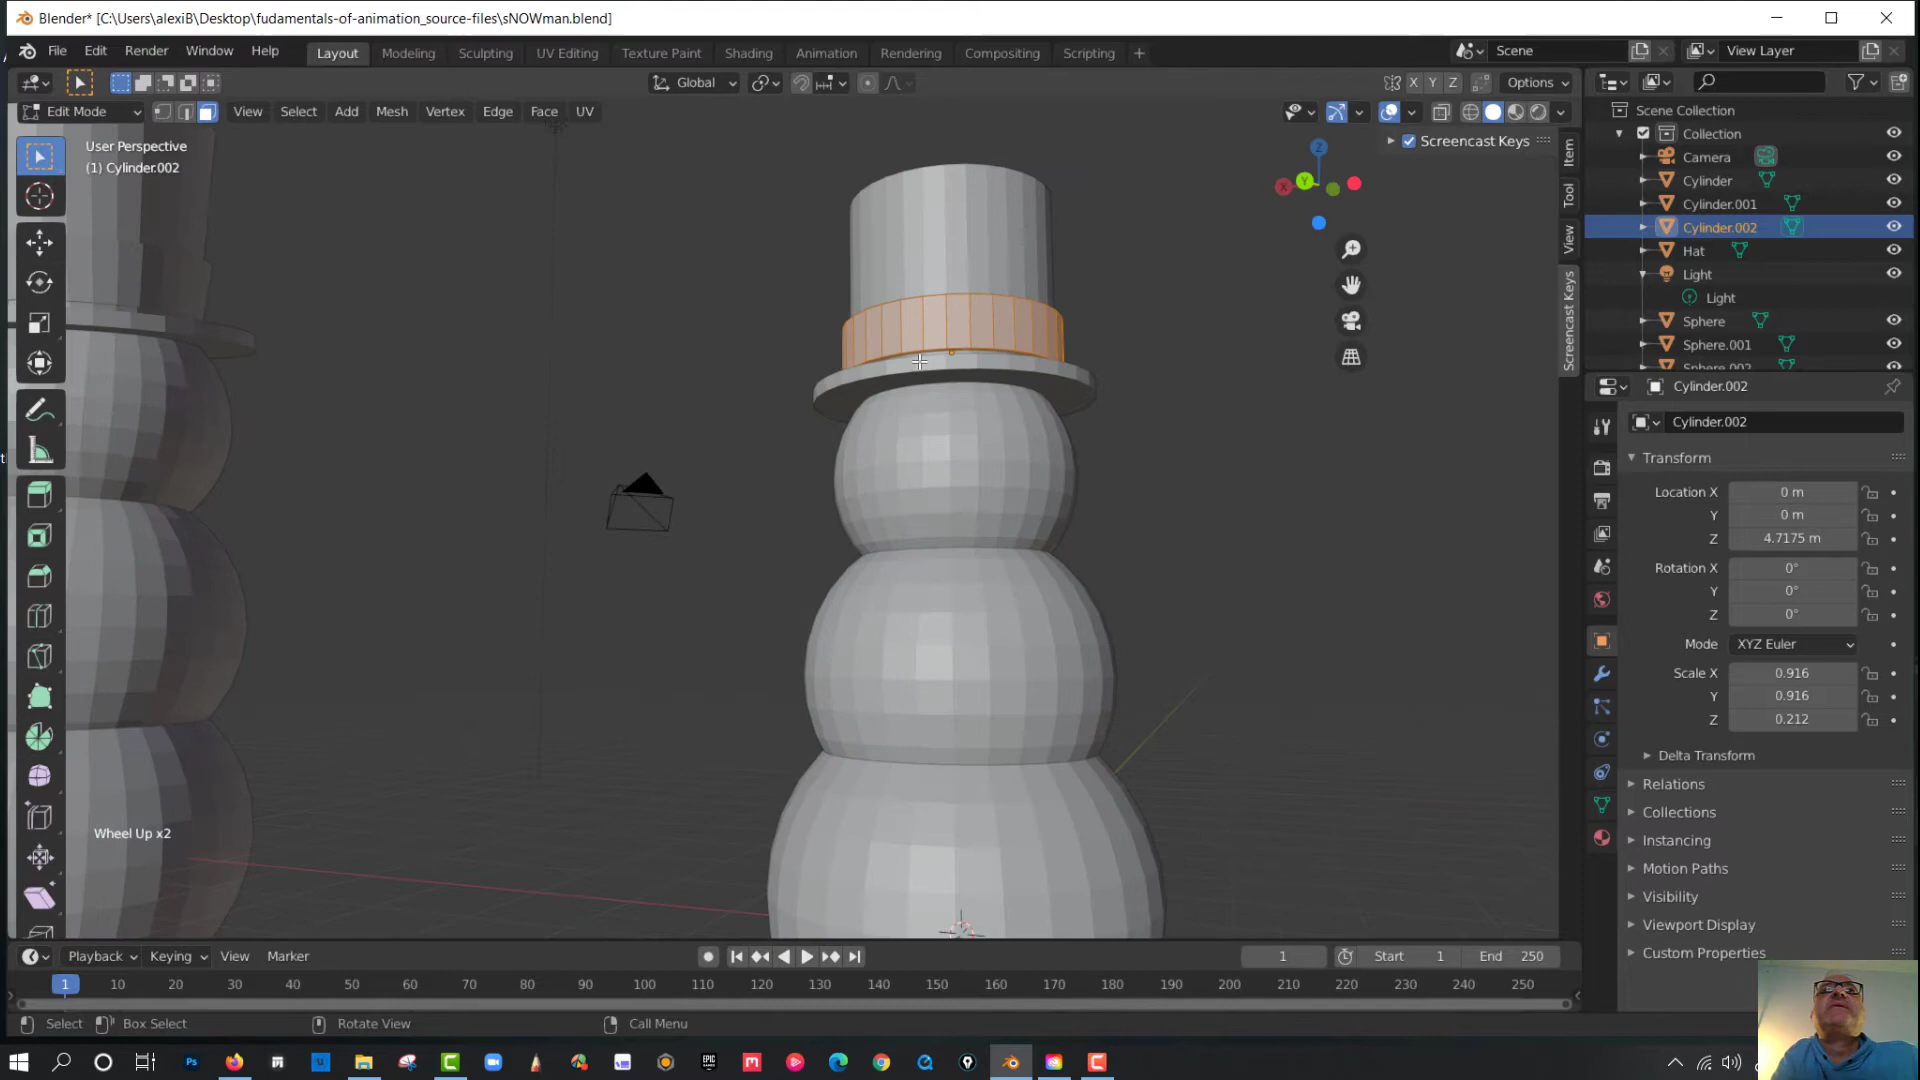 Blender* [C:\Users\alexiB\Desktop\fudamentals-of-animation_source-files\sNOWman.blend]
File Edit Render Window Help Layout Modeling Sculpting UV Editing Texture Paint Shading Animation Rendering Compositing Scripting + Scene View Layer
Global X Y Z Options
Edit Mode View Select Add Mesh Vertex Edge Face UV
User Perspective
(1) Cylinder.002
Screencast Keys
Z
Y
X
Item
Tool
View
Screencast Keys
Wheel Up x2
Scene Collection
Collection
Camera
Cylinder
Cylinder.001
Cylinder.002
Hat
Light
Light
Sphere
Sphere.001
Sphere.002
Cylinder.002
Cylinder.002
Transform
Location X 0 m
Y 0 m
Z 4.7175 m
Rotation X 0°
Y 0°
Z 0°
Mode XYZ Euler
Scale X 0.916
Y 0.916
Z 0.212
Delta Transform
Relations
Collections
Instancing
Motion Paths
Visibility
Viewport Display
Custom Properties
Playback Keying View Marker 1 Start 1 End 250
1 10 20 30 40 50 60 70 80 90 100 110 120 130 140 150 160 170 180 190 200 210 220 230 240 250
Select Box Select Rotate View Call Menu
Ps
EPIC GAMES